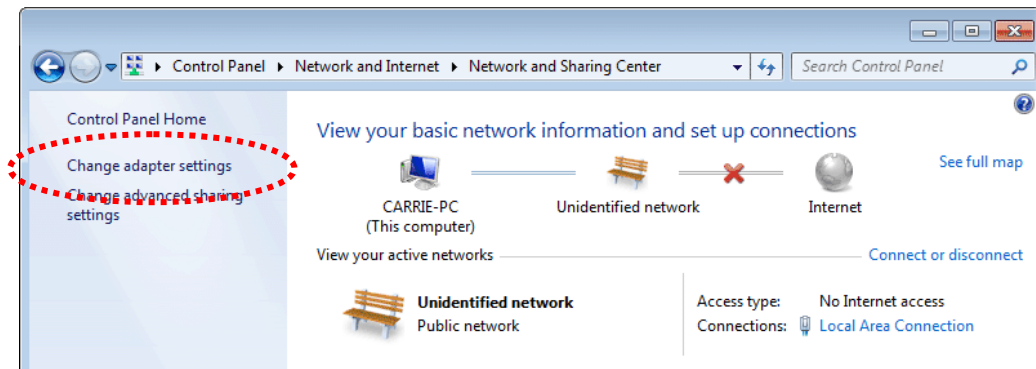 Control Panel Network and Internet Network and Sharing Center Search Control Panel
Control Panel Home
Change adapter settings
Change advanced sharing
settings
View your basic network information and set up connections
See full map
CARRIE-PC Unidentified network Internet
(This computer)
View your active networks Connect or disconnect
Unidentified network Access type: No Internet access
Public network Connections: Local Area Connection